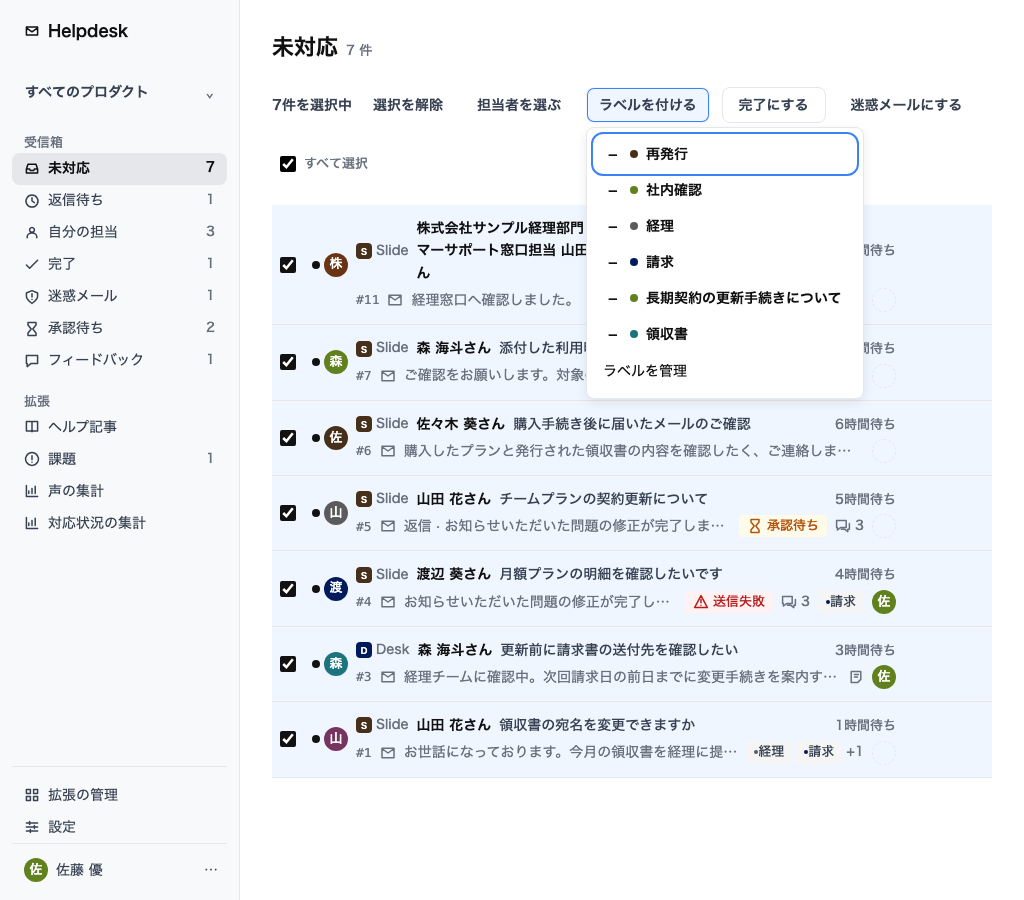 Helpdesk
すべてのプロダクト
受信箱
未対応 7
返信待ち 1
自分の担当 3
完了 1
迷惑メール 1
承認待ち 2
フィードバック 1
拡張
ヘルプ記事
課題 1
声の集計
対応状況の集計
拡張の管理
設定
佐 佐藤 優 …
未対応 7 件
7件を選択中 選択を解除 担当者を選ぶ ラベルを付ける 完了にする 迷惑メールにする
すべて選択
– 再発行
– 社内確認
– 経理
– 請求
– 長期契約の更新手続きについて
– 領収書
ラベルを管理
株 S Slide 株式会社サンプル経理部門
マーサポート窓口担当 山田
ん
間待ち
#11 経理窓口へ確認しました。
森 S Slide 森 海斗さん 添付した利用 間待ち
#7 ご確認をお願いします。対象
佐 S Slide 佐々木 葵さん 購入手続き後に届いたメールのご確認 6時間待ち
#6 購入したプランと発行された領収書の内容を確認したく、ご連絡しま…
山 S Slide 山田 花さん チームプランの契約更新について 5時間待ち
#5 返信 · お知らせいただいた問題の修正が完了しま… 承認待ち 3
渡 S Slide 渡辺 葵さん 月額プランの明細を確認したいです 4時間待ち
#4 お知らせいただいた問題の修正が完了し… 送信失敗 3 •請求 佐
森 D Desk 森 海斗さん 更新前に請求書の送付先を確認したい 3時間待ち
#3 経理チームに確認中。次回請求日の前日までに変更手続きを案内す… 佐
山 S Slide 山田 花さん 領収書の宛名を変更できますか 1時間待ち
#1 お世話になっております。今月の領収書を経理に提… •経理 •請求 +1